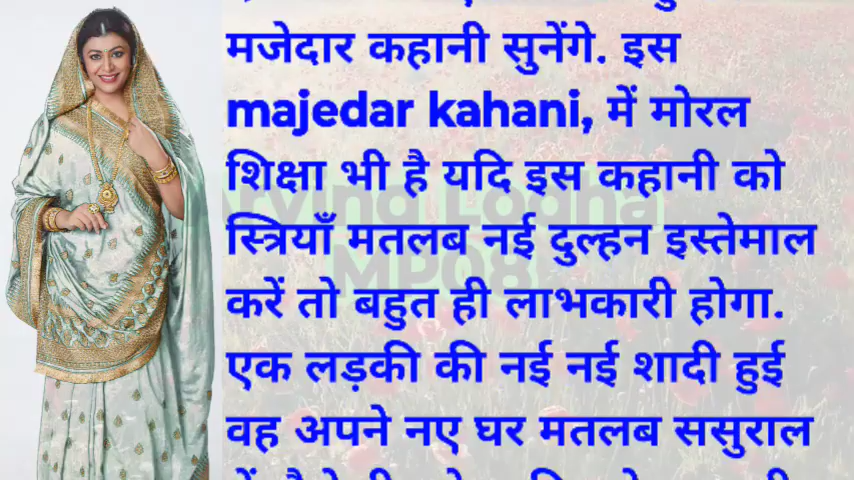 मजेदार कहानी सुनेंगे. इस
majedar kahani, में मोरल
शिक्षा भी है यदि इस कहानी को
स्त्रियाँ मतलब नई दुल्हन इस्तेमाल
करें तो बहुत ही लाभकारी होगा.
एक लड़की की नई नई शादी हुई
वह अपने नए घर मतलब ससुराल
MP08